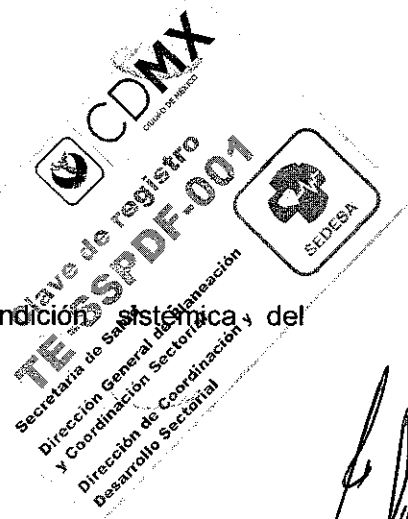 CDMX
CIUDAD DE MÉXICO
Clave de registro
TE-SSPDF-001
SEDESA
Secretaría de Salud
Dirección General de Planeación
y Coordinación Sectorial
Dirección de Coordinación y
Desarrollo Sectorial
ndición sistémica del